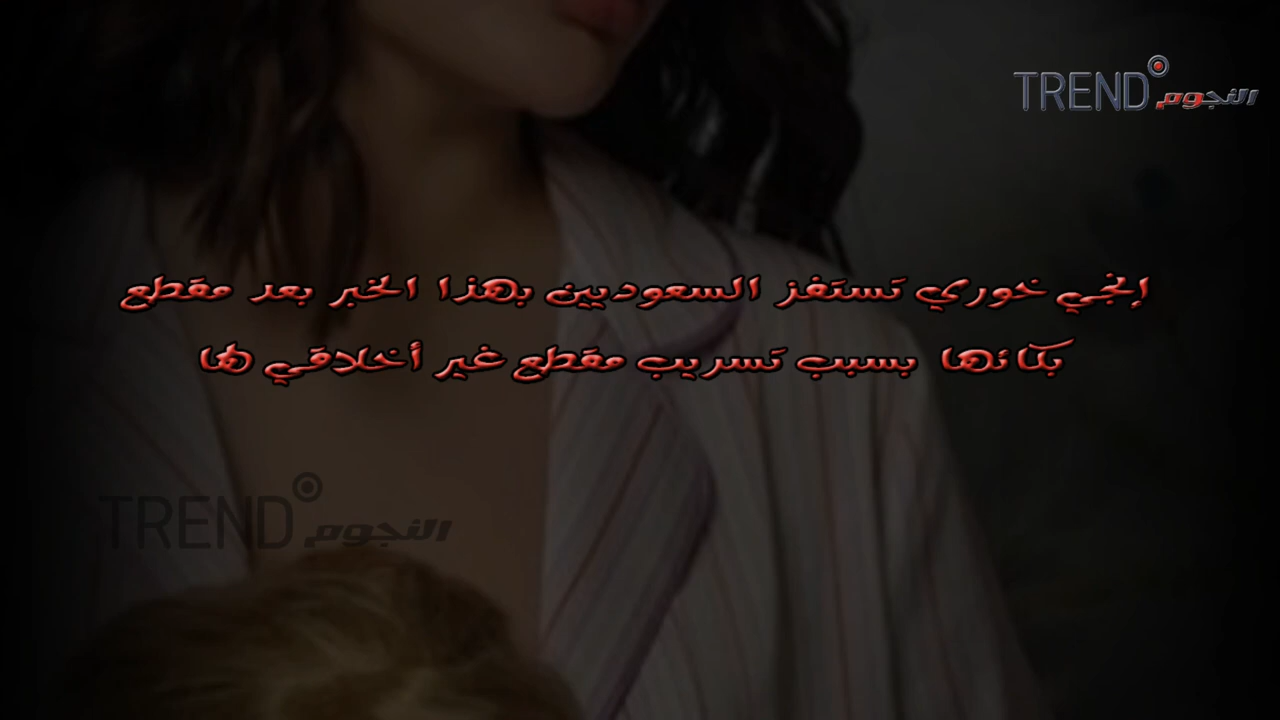 TREND النجوم
إنجي خوري تستفز السعوديين بهذا الخبر بعد مقطع
بكائها بسبب تسريب مقطع غير أخلاقي لها
TREND النجوم